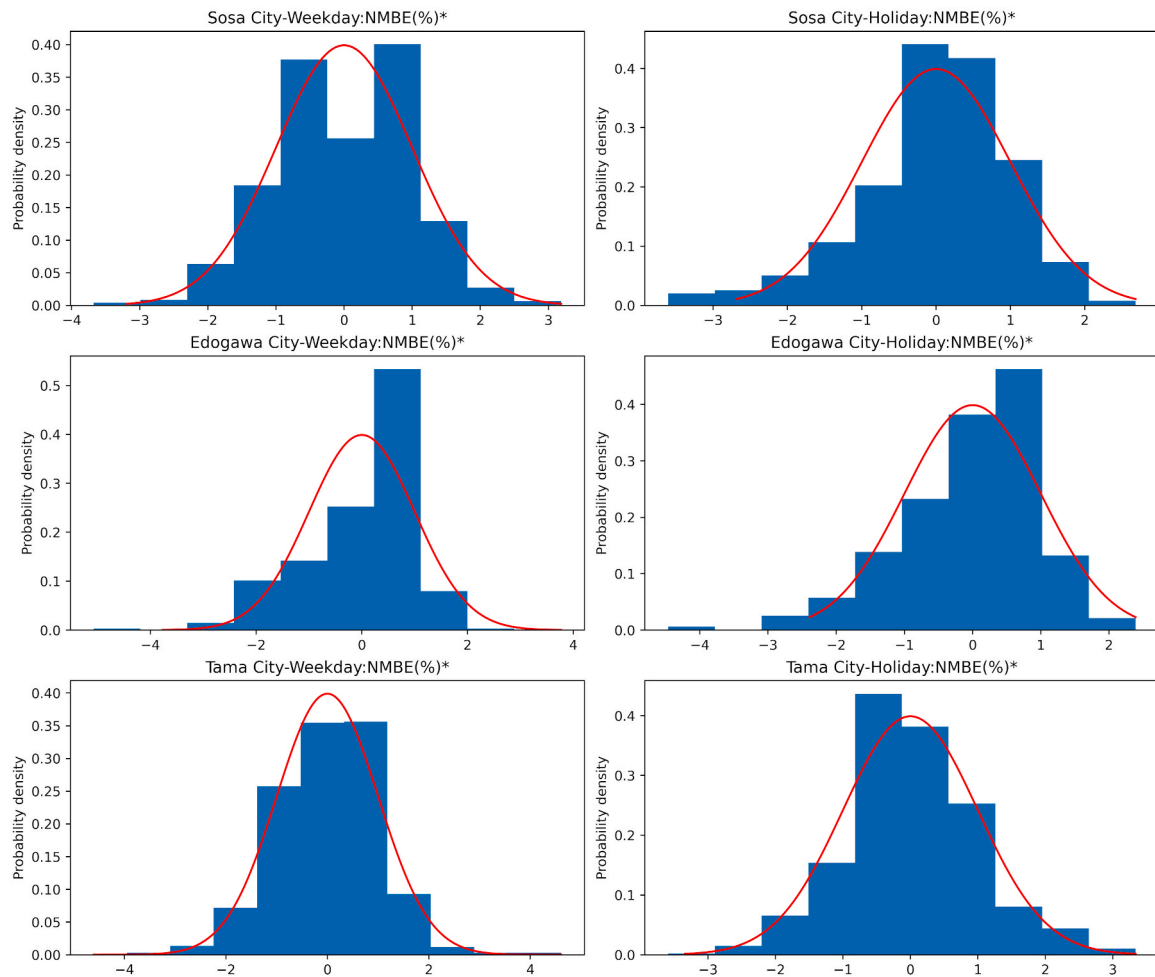 Sosa City-Weekday:NMBE(%)*
Probability density
0.40
0.35
0.30
0.25
0.20
0.15
0.10
0.05
0.00
−4 −3 −2 −1 0 1 2 3
Sosa City-Holiday:NMBE(%)*
Probability density
0.4
0.3
0.2
0.1
0.0
−3 −2 −1 0 1 2
Edogawa City-Weekday:NMBE(%)*
Probability density
0.5
0.4
0.3
0.2
0.1
0.0
−4 −2 0 2 4
Edogawa City-Holiday:NMBE(%)*
Probability density
0.4
0.3
0.2
0.1
0.0
−4 −3 −2 −1 0 1 2
Tama City-Weekday:NMBE(%)*
Probability density
0.40
0.35
0.30
0.25
0.20
0.15
0.10
0.05
0.00
−4 −2 0 2 4
Tama City-Holiday:NMBE(%)*
Probability density
0.4
0.3
0.2
0.1
0.0
−3 −2 −1 0 1 2 3